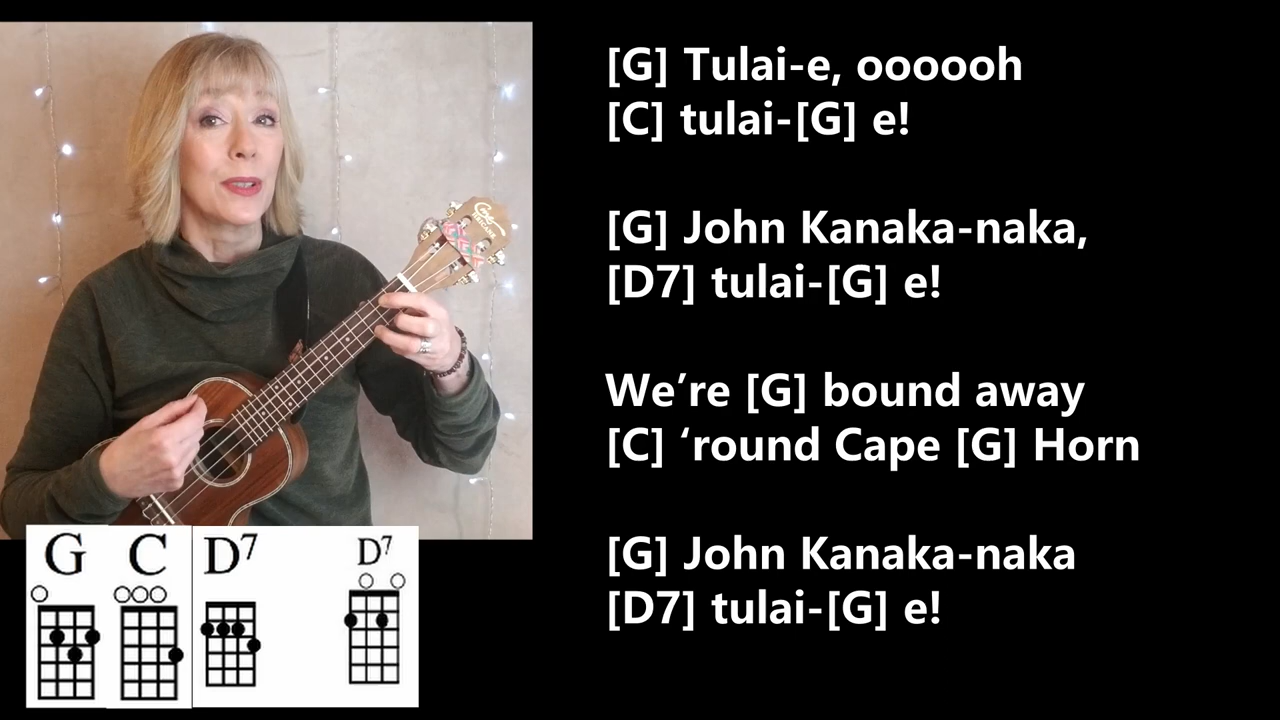 [G] Tulai-e, oooooh
[C] tulai-[G] e!
[G] John Kanaka-naka,
[D7] tulai-[G] e!
We’re [G] bound away
[C] ‘round Cape [G] Horn
[G] John Kanaka-naka
[D7] tulai-[G] e!
G C D7 D7